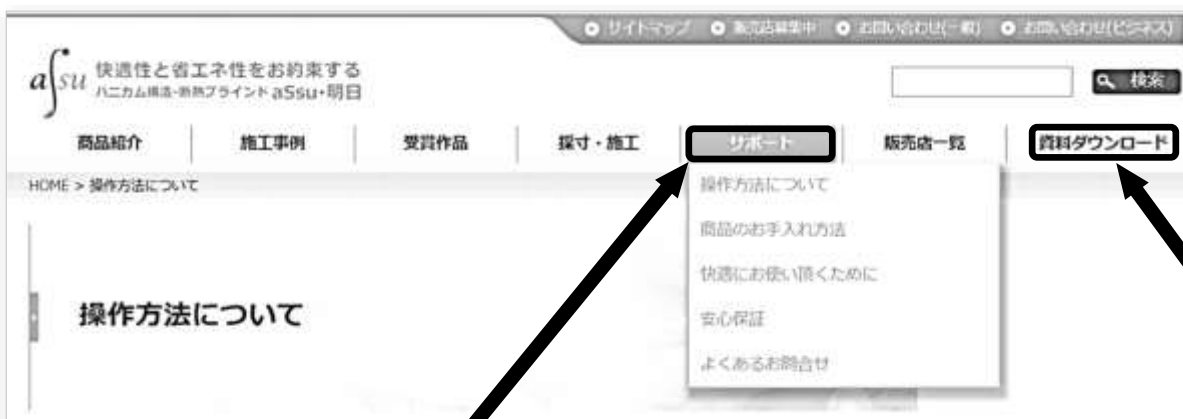 サイトマップ 販売店募集中 お問い合わせ(一般) お問い合わせ(ビジネス)
aSsu 快適性と省エネ性をお約束する
ハニカム構造・断熱ブラインド aSsu・明日
検索
商品紹介 施工事例 受賞作品 採寸・施工 サポート 販売店一覧 資料ダウンロード
HOME > 操作方法について
操作方法について
商品のお手入れ方法
快適にお使い頂くために
安心保証
よくあるお問合せ
操作方法について